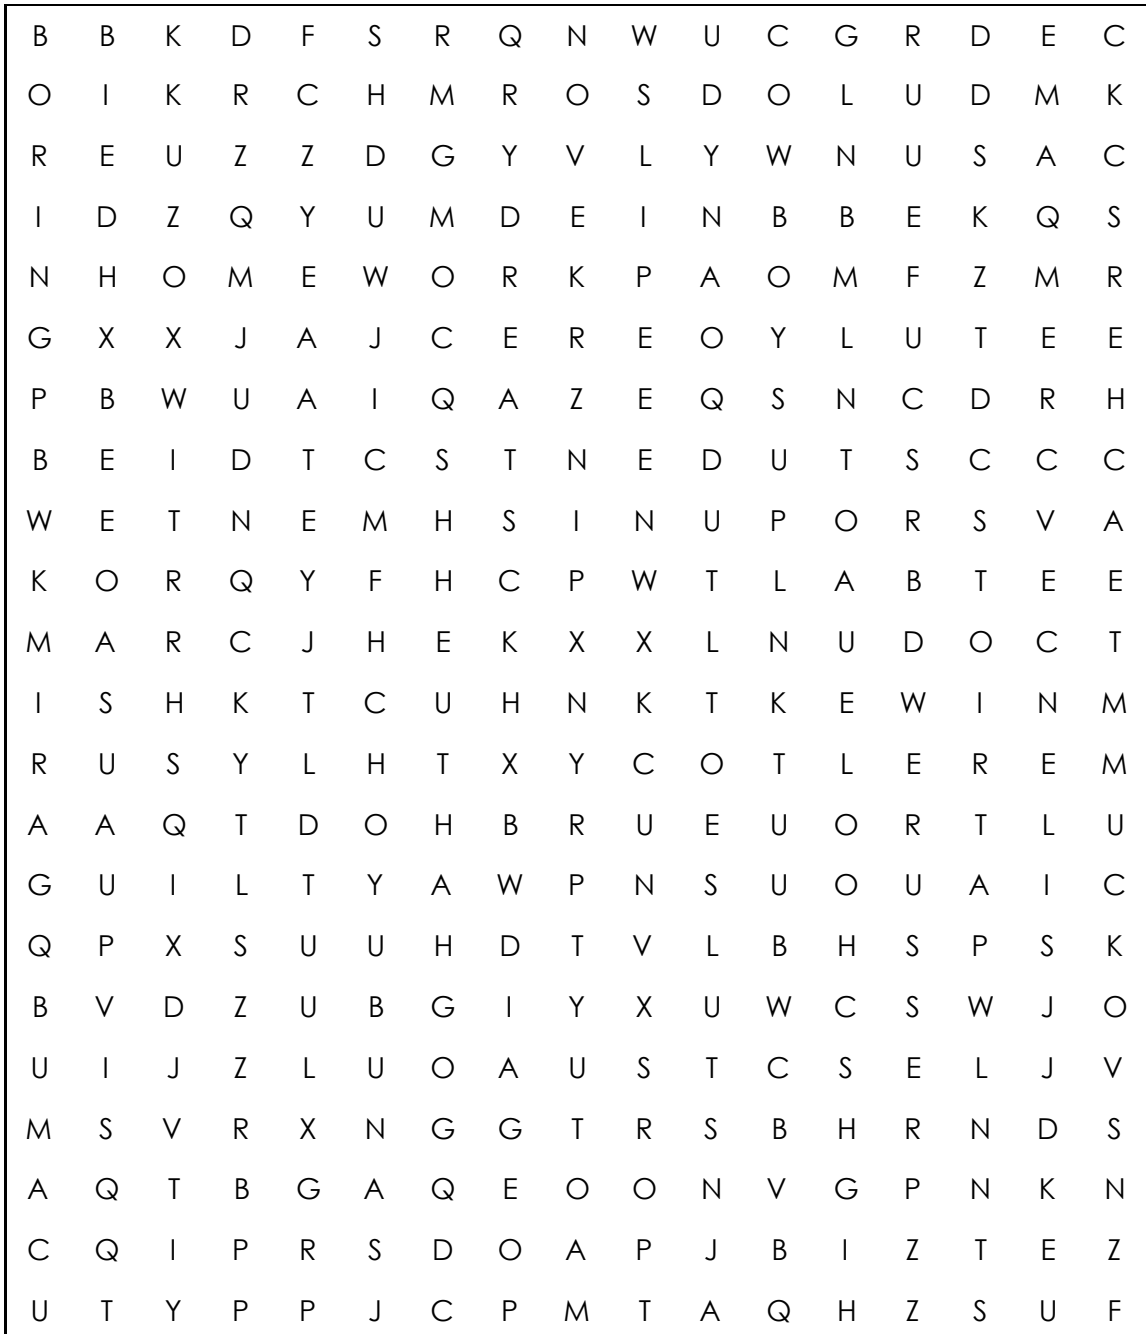 B B K D F S R Q N W U C G R D E C
O I K R C H M R O S D O L U D M K
R E U Z Z D G Y V L Y W N U S A C
I D Z Q Y U M D E I N B B E K Q S
N H O M E W O R K P A O M F Z M R
G X X J A J C E R E O Y L U T E E
P B W U A I Q A Z E Q S N C D R H
B E I D T C S T N E D U T S C C C
W E T N E M H S I N U P O R S V A
K O R Q Y F H C P W T L A B T E E
M A R C J H E K X X L N U D O C T
I S H K T C U H N K T K E W I N M
R U S Y L H T X Y C O T L E R E M
A A Q T D O H B R U E U O R T L U
G U I L T Y A W P N S U O U A I C
Q P X S U U H D T V L B H S P S K
B V D Z U B G I Y X U W C S W J O
U I J Z L U O A U S T C S E L J V
M S V R X N G G T R S B H R N D S
A Q T B G A Q E O O N V G P N K N
C Q I P R S D O A P J B I Z T E Z
U T Y P P J C P M T A Q H Z S U F